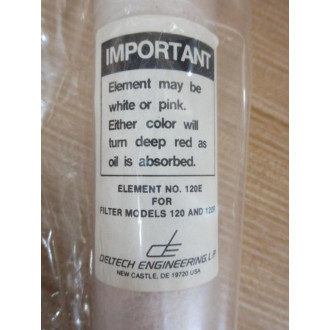 IMPORTANT
Element may be
white or pink.
Either color will
turn deep red as
oil is absorbed.
ELEMENT NO. 120E
FOR
FILTER MODELS 120 AND
DELTECH ENGINEERING, L.P.
NEW CASTLE, DE 19720 USA